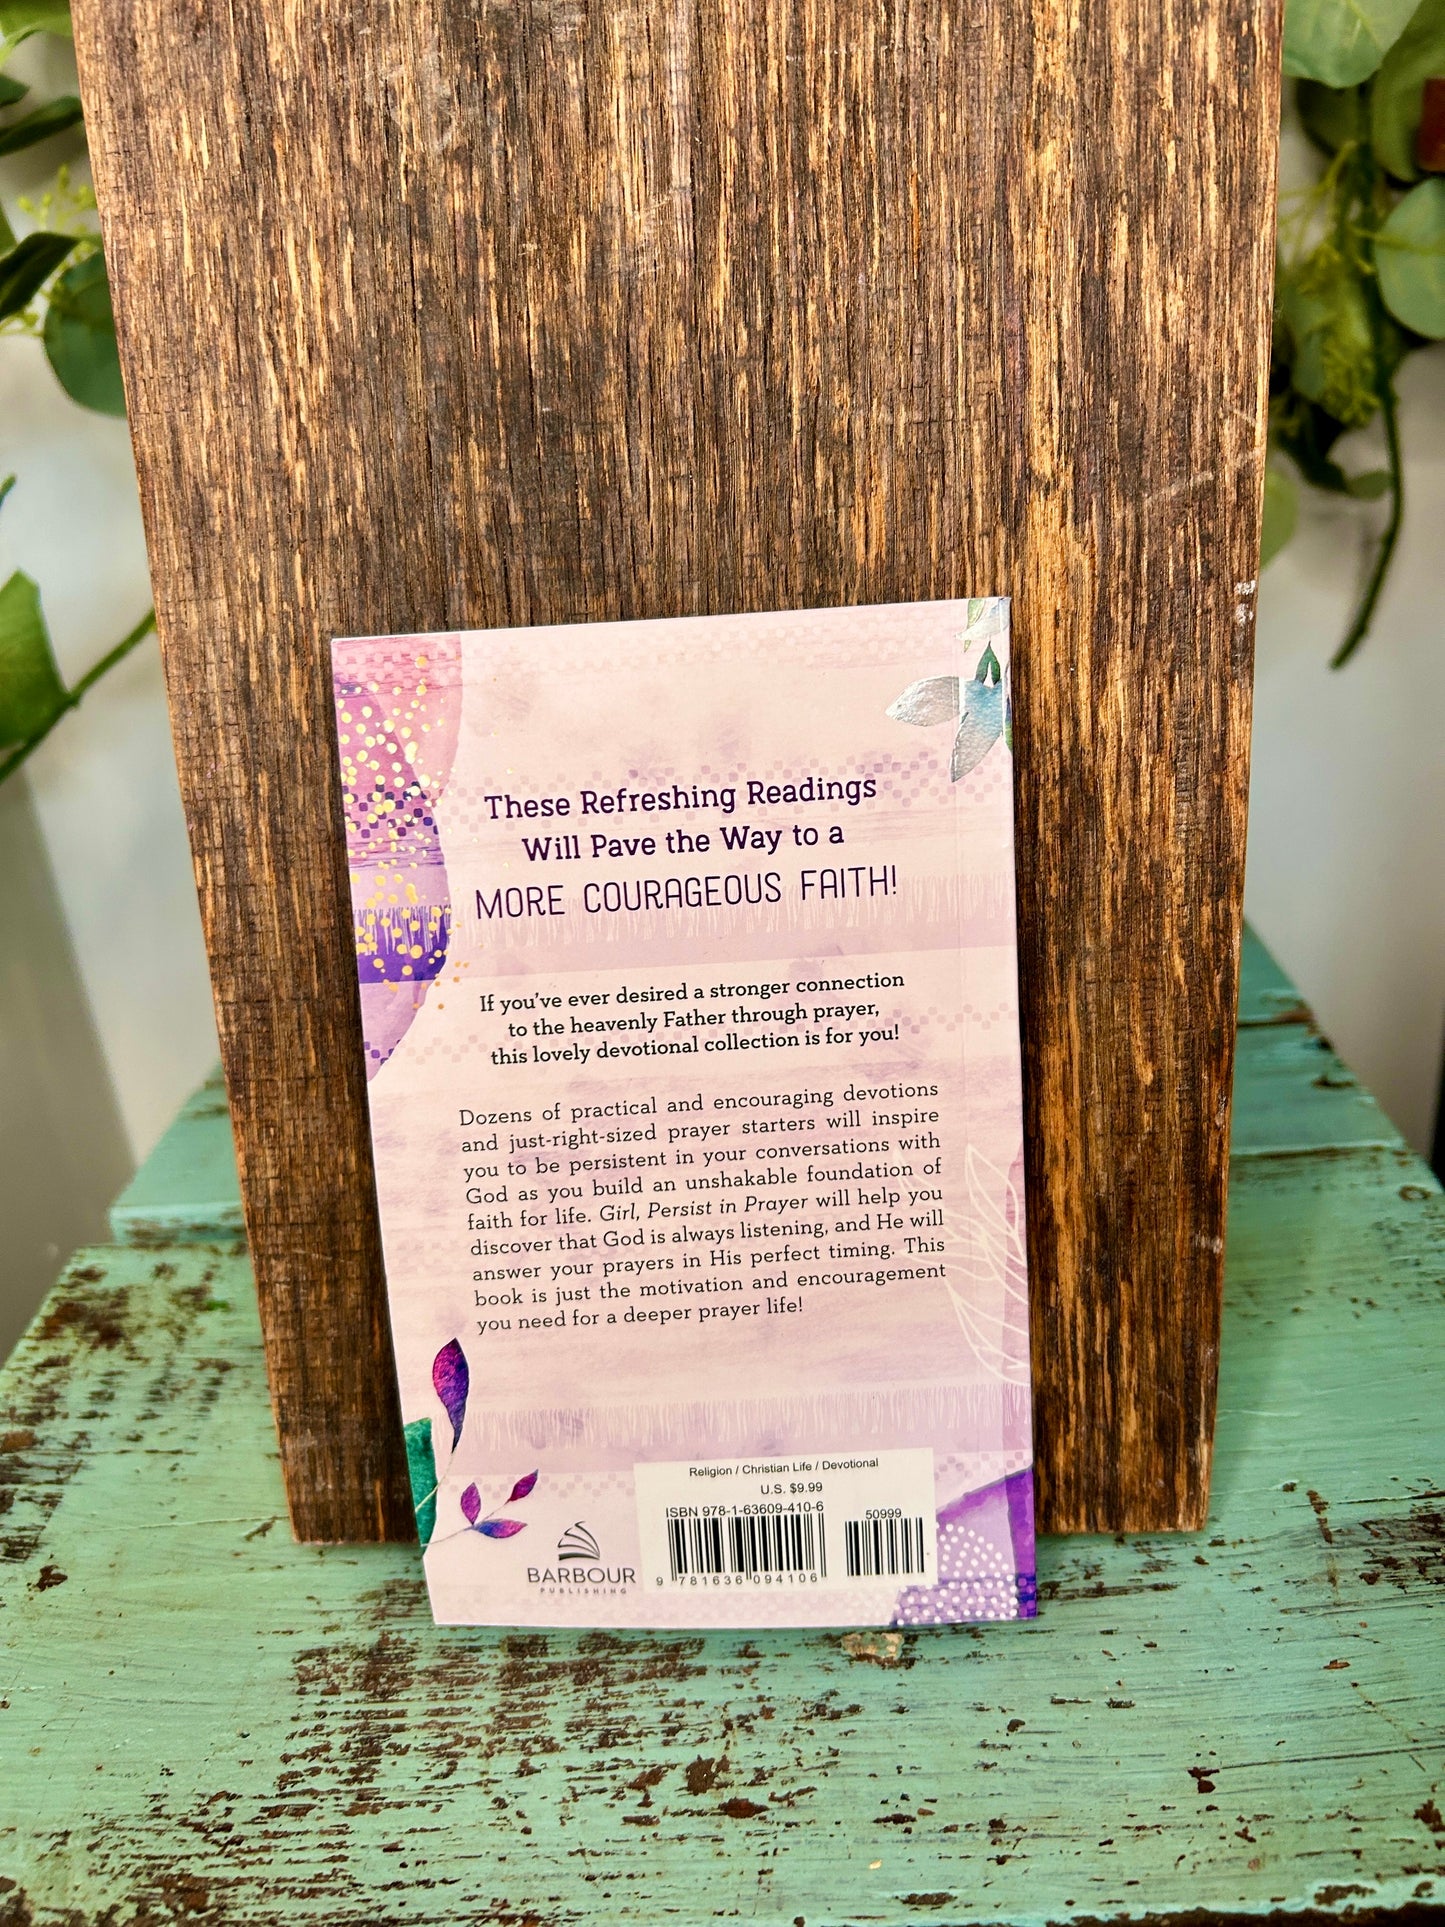 These Refreshing Readings
Will Pave the Way to a
MORE COURAGEOUS FAITH!
If you've ever desired a stronger connection
to the heavenly Father through prayer,
this lovely devotional collection is for you!
Dozens of practical and encouraging devotions
and just-right-sized prayer starters will inspire
you to be persistent in your conversations with
God as you build an unshakable foundation of
faith for life. Girl, Persist in Prayer will help you
discover that God is always listening, and He will
answer your prayers in His perfect timing. This
book is just the motivation and encouragement
you need for a deeper prayer life!
Religion / Christian Life / Devotional
U.S. $9.99
ISBN 978-1-63609-410-6
50999
9 781636 094106
BARBOUR
PUBLISHING